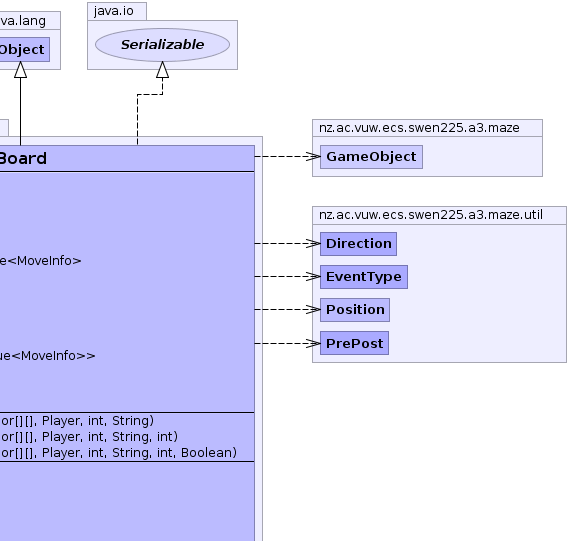 va.lang
Object
java.io
Serializable
nz.ac.vuw.ecs.swen225.a3.maze
GameObject
Board
nz.ac.vuw.ecs.swen225.a3.maze.util
Direction
EventType
Position
PrePost
e<MoveInfo>
ue<MoveInfo>>
or[][], Player, int, String)
or[][], Player, int, String, int)
or[][], Player, int, String, int, Boolean)